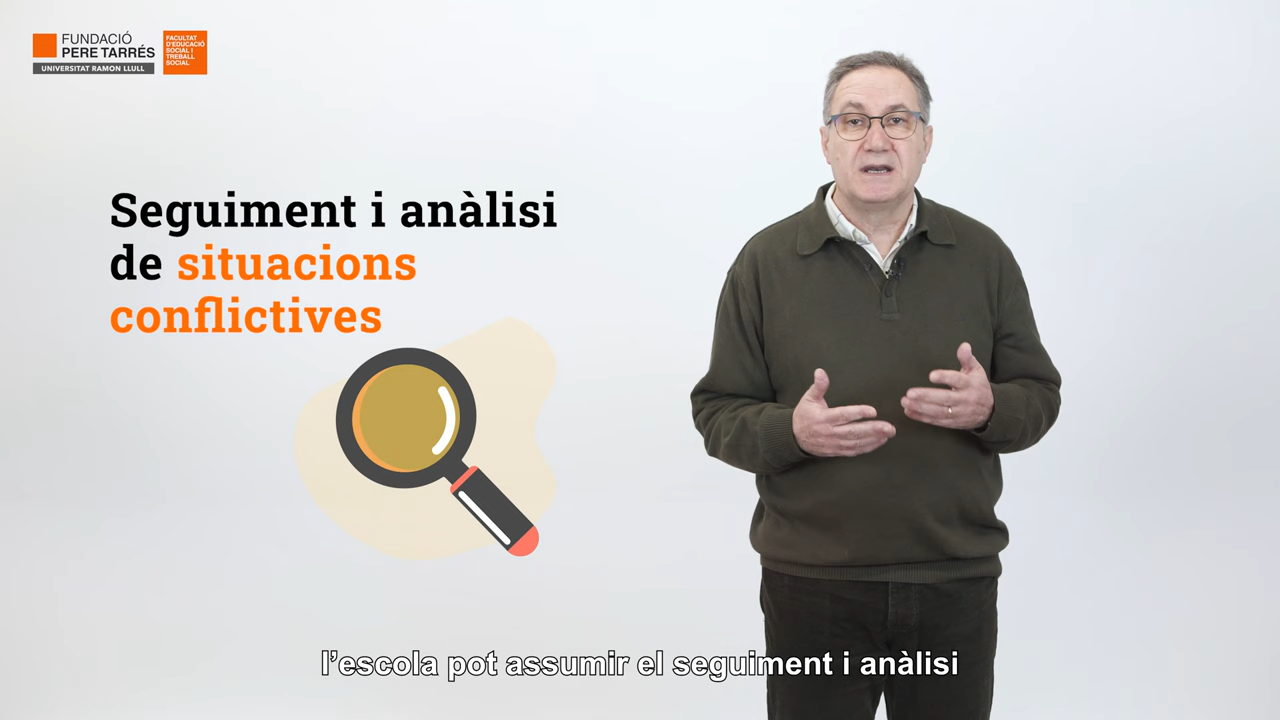 FUNDACIÓ
PERE TARRÉS
UNIVERSITAT RAMON LLULL
FACULTAT
D'EDUCACIÓ
SOCIAL I
TREBALL
SOCIAL
Seguiment i anàlisi
de situacions
conflictives
l'escola pot assumir el seguiment i anàlisi